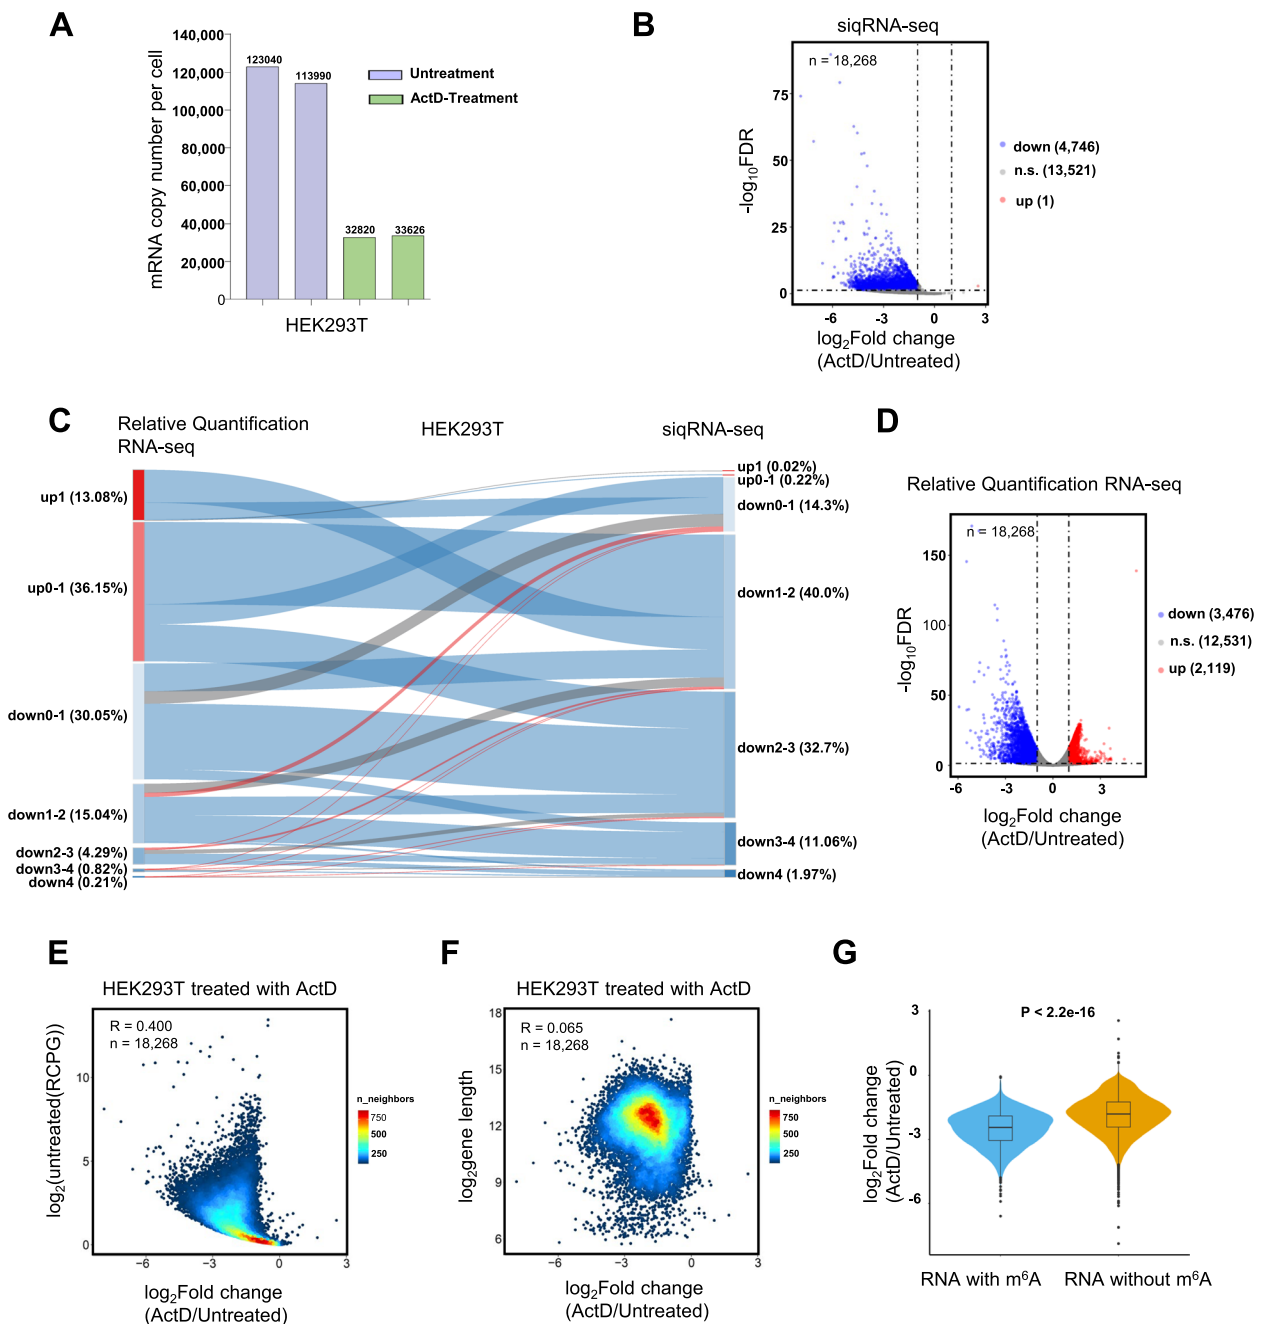 A
mRNA copy number per cell
140,000
120,000
100,000
80,000
60,000
40,000
20,000
0
123040
113990
32820
33626
Untreatment
ActD-Treatment
HEK293T
B
siqRNA-seq
n = 18,268
-log₁₀FDR
75
50
25
0
-6
-3
0
3
log₂Fold change
(ActD/Untreated)
down (4,746)
n.s. (13,521)
up (1)
C
Relative Quantification
RNA-seq
HEK293T
siqRNA-seq
up1 (13.08%)
up0-1 (36.15%)
down0-1 (30.05%)
down1-2 (15.04%)
down2-3 (4.29%)
down3-4 (0.82%)
down4 (0.21%)
up1 (0.02%)
up0-1 (0.22%)
down0-1 (14.3%)
down1-2 (40.0%)
down2-3 (32.7%)
down3-4 (11.06%)
down4 (1.97%)
D
Relative Quantification RNA-seq
n = 18,268
-log₁₀FDR
150
100
50
0
-6
-3
0
3
log₂Fold change
(ActD/Untreated)
down (3,476)
n.s. (12,531)
up (2,119)
E
HEK293T treated with ActD
R = 0.400
n = 18,268
log₂(untreated(RCPG))
10
5
0
-6
-3
0
3
log₂Fold change
(ActD/Untreated)
n_neighbors
750
500
250
F
HEK293T treated with ActD
R = 0.065
n = 18,268
log₂gene length
18
15
12
9
6
-6
-3
0
3
log₂Fold change
(ActD/Untreated)
n_neighbors
750
500
250
G
P < 2.2e-16
log₂Fold change
(ActD/Untreated)
3
0
-3
-6
RNA with m⁶A
RNA without m⁶A